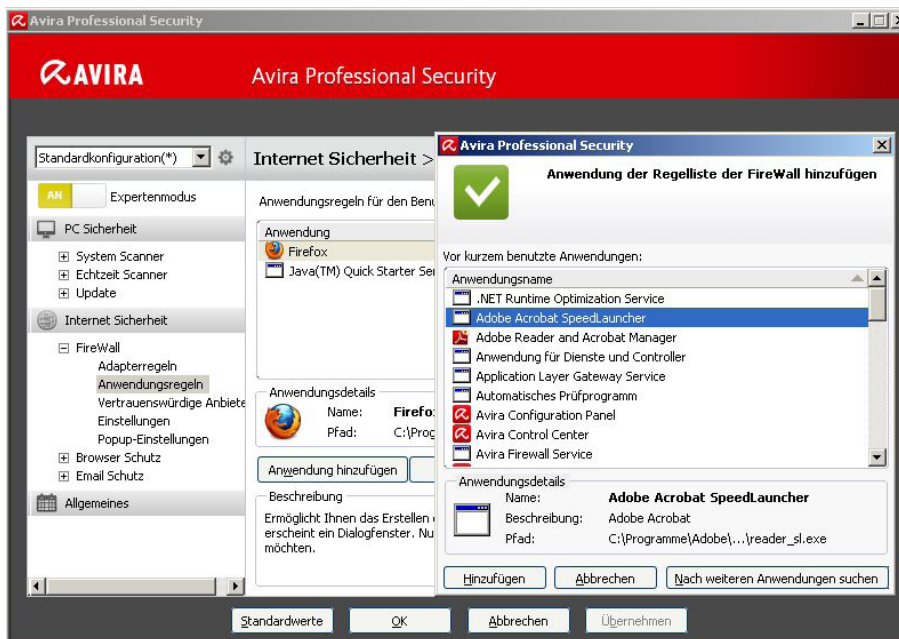 Avira Professional Security
AVIRA
Avira Professional Security
Standardkonfiguration(*)
AN
Expertenmodus
PC Sicherheit
System Scanner
Echtzeit Scanner
Update
Internet Sicherheit
FireWall
Adapterregeln
Anwendungsregeln
Vertrauenswürdige Anbiete
Einstellungen
Popup-Einstellungen
Browser Schutz
Email Schutz
Allgemeines
Internet Sicherheit >
Anwendungsregeln für den Benu
Anwendung
Firefox
Java(TM) Quick Starter Ser
Anwendungsdetails
Name: Firefo
Pfad: C:\Prog
Anwendung hinzufügen
Beschreibung
Ermöglicht Ihnen das Erstellen
erscheint ein Dialogfenster. Nu
möchten.
Avira Professional Security
Anwendung der Regelliste der FireWall hinzufügen
Vor kurzem benutzte Anwendungen:
Anwendungsname
.NET Runtime Optimization Service
Adobe Acrobat SpeedLauncher
Adobe Reader and Acrobat Manager
Anwendung für Dienste und Controller
Application Layer Gateway Service
Automatisches Prüfprogramm
Avira Configuration Panel
Avira Control Center
Avira Firewall Service
Anwendungsdetails
Name: Adobe Acrobat SpeedLauncher
Beschreibung: Adobe Acrobat
Pfad: C:\Programme\Adobe\...\reader_sl.exe
Hinzufügen
Abbrechen
Nach weiteren Anwendungen suchen
Standardwerte
OK
Abbrechen
Übernehmen